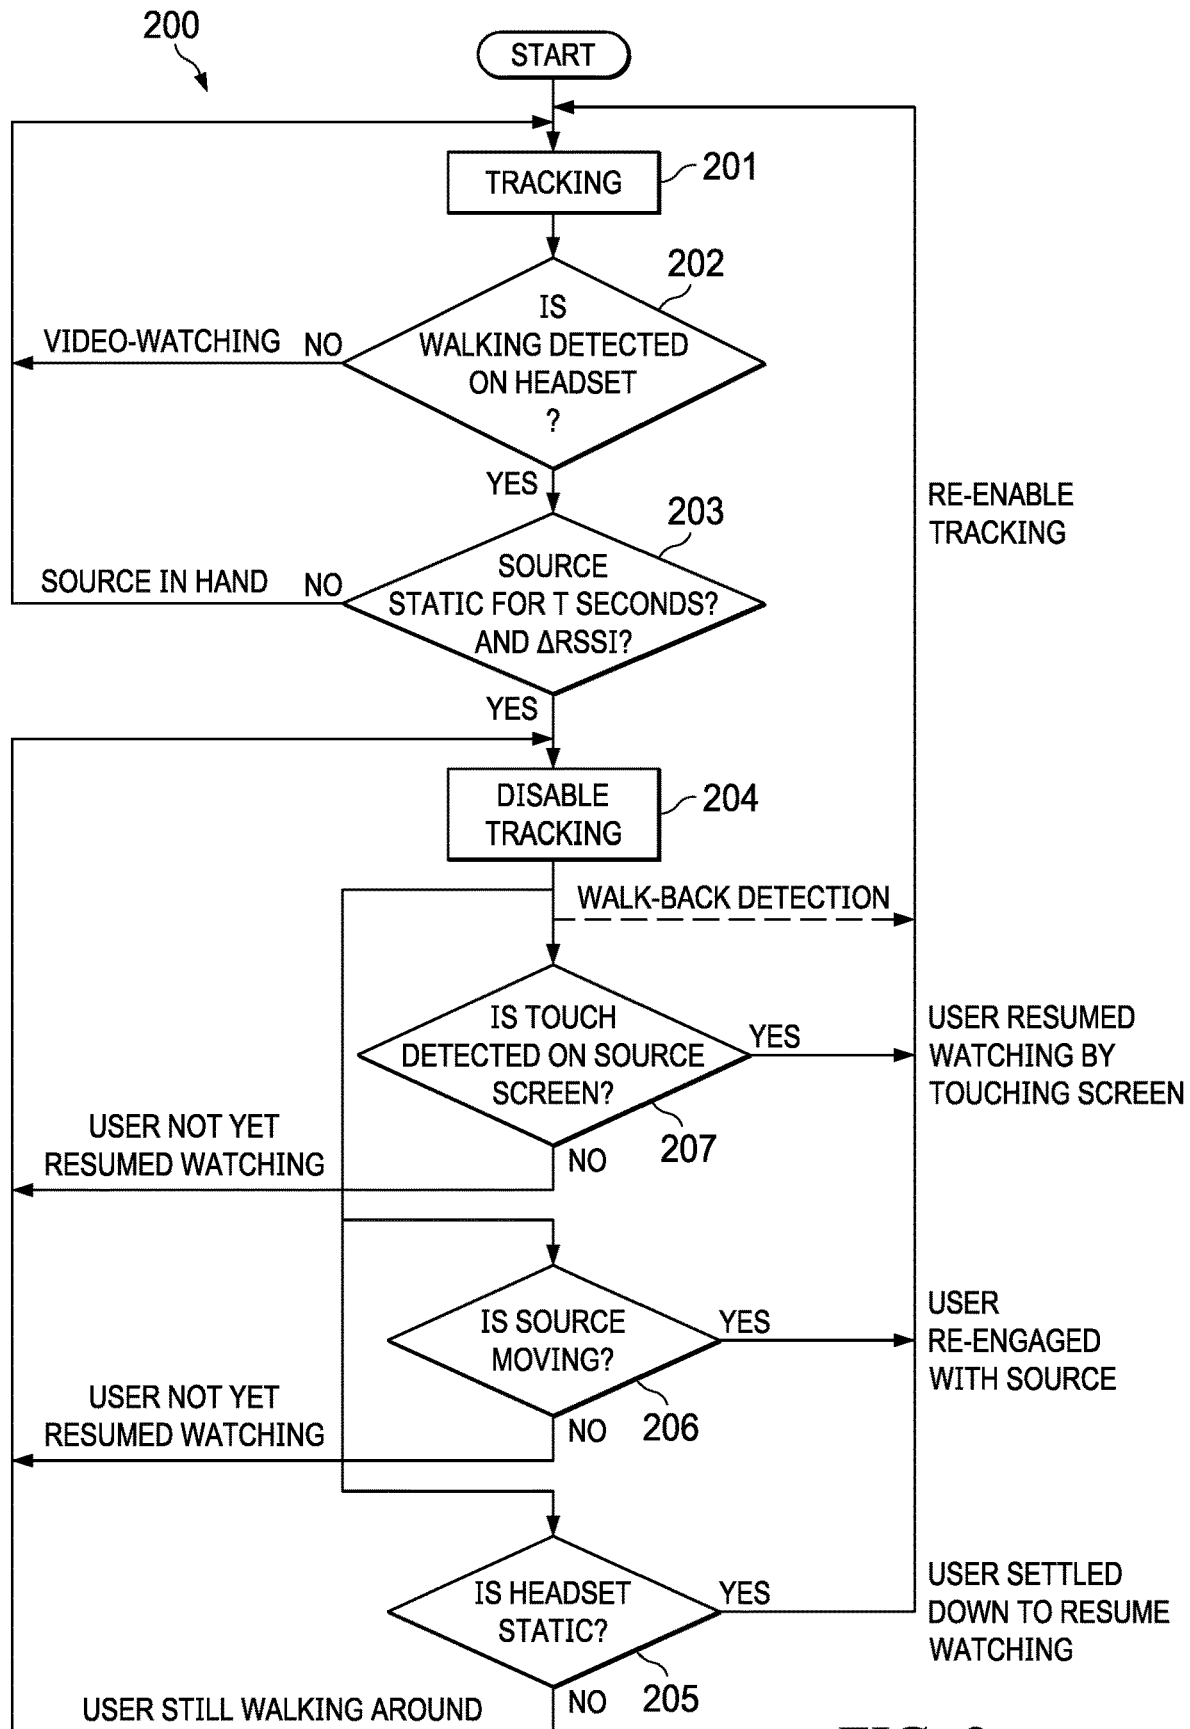 200
START
TRACKING
201
202
IS
WALKING DETECTED
ON HEADSET
?
VIDEO-WATCHING
NO
YES
RE-ENABLE
TRACKING
203
SOURCE
STATIC FOR T SECONDS?
AND ΔRSSI?
SOURCE IN HAND
NO
YES
DISABLE
TRACKING
204
WALK-BACK DETECTION
IS TOUCH
DETECTED ON SOURCE
SCREEN?
YES
USER RESUMED
WATCHING BY
TOUCHING SCREEN
207
USER NOT YET
RESUMED WATCHING
NO
IS SOURCE
MOVING?
YES
USER
RE-ENGAGED
WITH SOURCE
206
USER NOT YET
RESUMED WATCHING
NO
IS HEADSET
STATIC?
YES
USER SETTLED
DOWN TO RESUME
WATCHING
205
USER STILL WALKING AROUND
NO